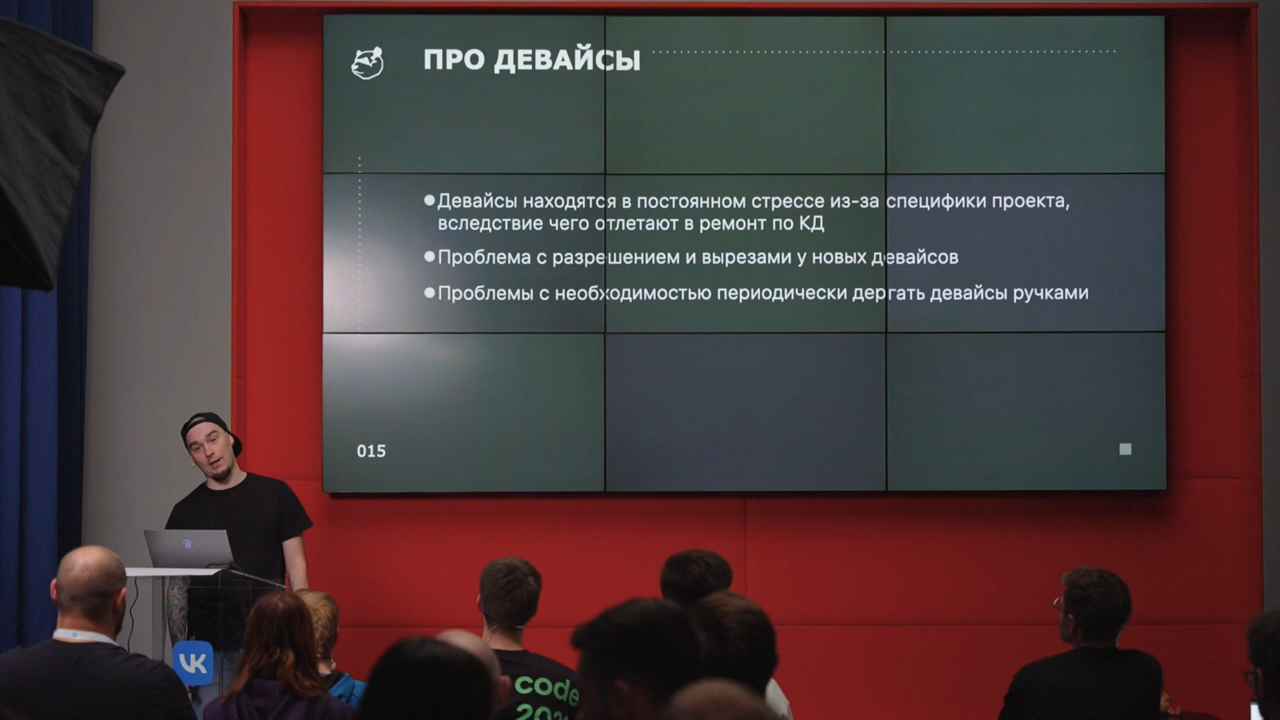 ПРО ДЕВАЙСЫ
●Девайсы находятся в постоянном стрессе из-за специфики проекта,
вследствие чего отлетают в ремонт по КД
●Проблема с разрешением и вырезами у новых девайсов
●Проблемы с необходимостью периодически дергать девайсы ручками
015
VK
code